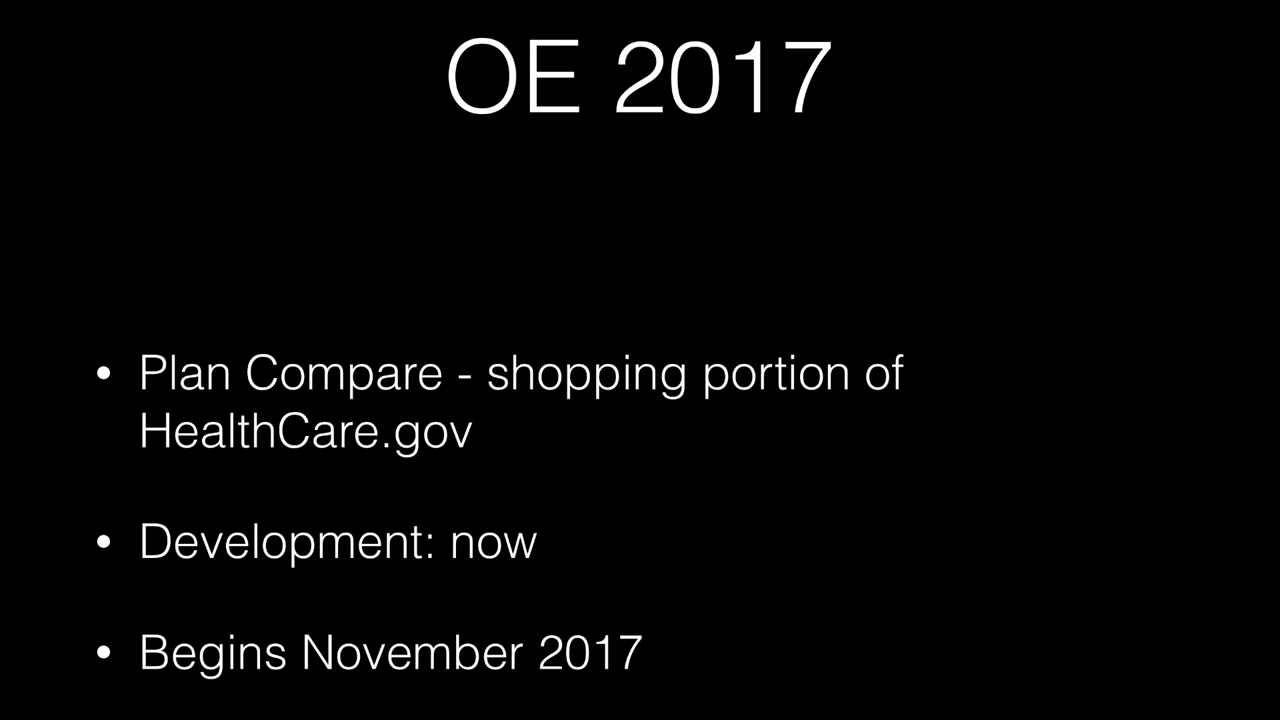 OE 2017
• Plan Compare - shopping portion of
HealthCare.gov
• Development: now
• Begins November 2017